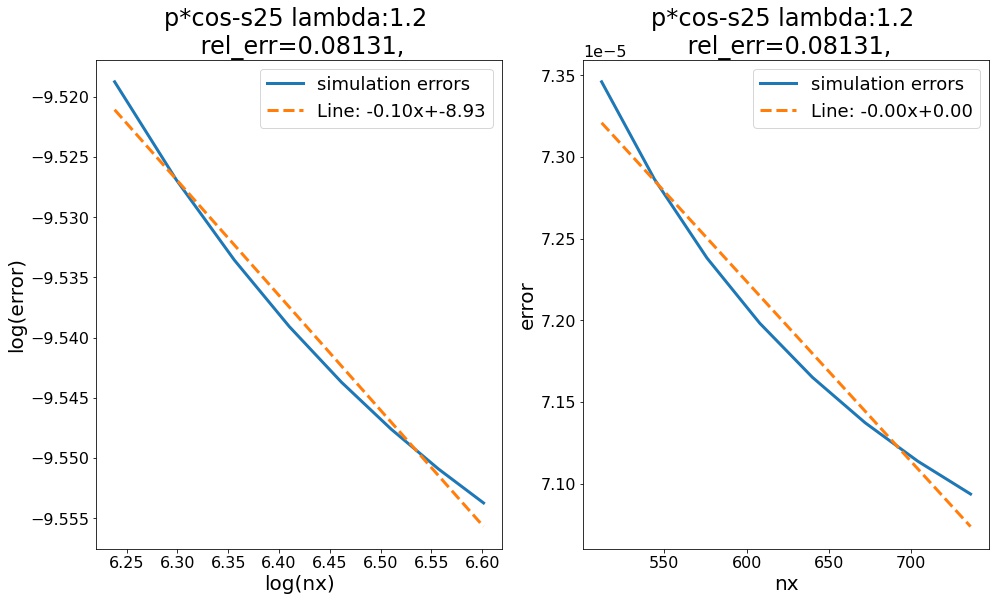 p*cos-s25 lambda:1.2
rel_err=0.08131,
simulation errors
Line: -0.10x+-8.93
−9.520
−9.525
−9.530
−9.535
−9.540
−9.545
−9.550
−9.555
log(error)
6.25 6.30 6.35 6.40 6.45 6.50 6.55 6.60
log(nx)
p*cos-s25 lambda:1.2
rel_err=0.08131,
1e−5
simulation errors
Line: -0.00x+0.00
7.35
7.30
7.25
7.20
7.15
7.10
error
550 600 650 700
nx